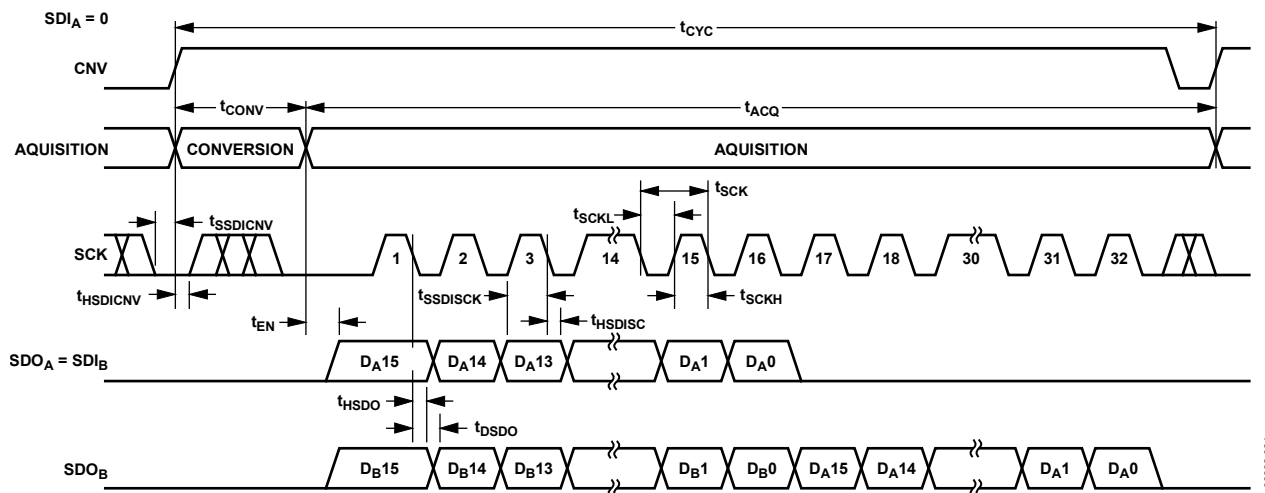 SDIA = 0
tCYC
CNV
tCONV
tACQ
AQUISITION CONVERSION AQUISITION
tSCK
tSCKL
tSSDICNV
SCK 1 2 3 14 15 16 17 18 30 31 32
tHSDICNV
tSSDISCK
tSCKH
tEN
tHSDISC
SDOA = SDIB DA15 DA14 DA13 DA1 DA0
tHSDO
tDSDO
SDOB DB15 DB14 DB13 DB1 DB0 DA15 DA14 DA1 DA0